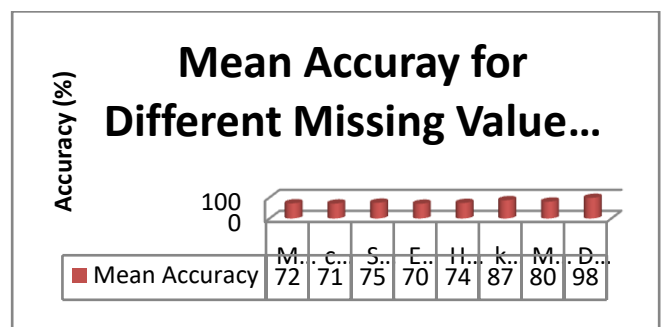 Mean Accuray for
Different Missing Value…
Accuracy (%)
100
0
M… c… S… E… H… k… M… D…
Mean Accuracy 72 71 75 70 74 87 80 98